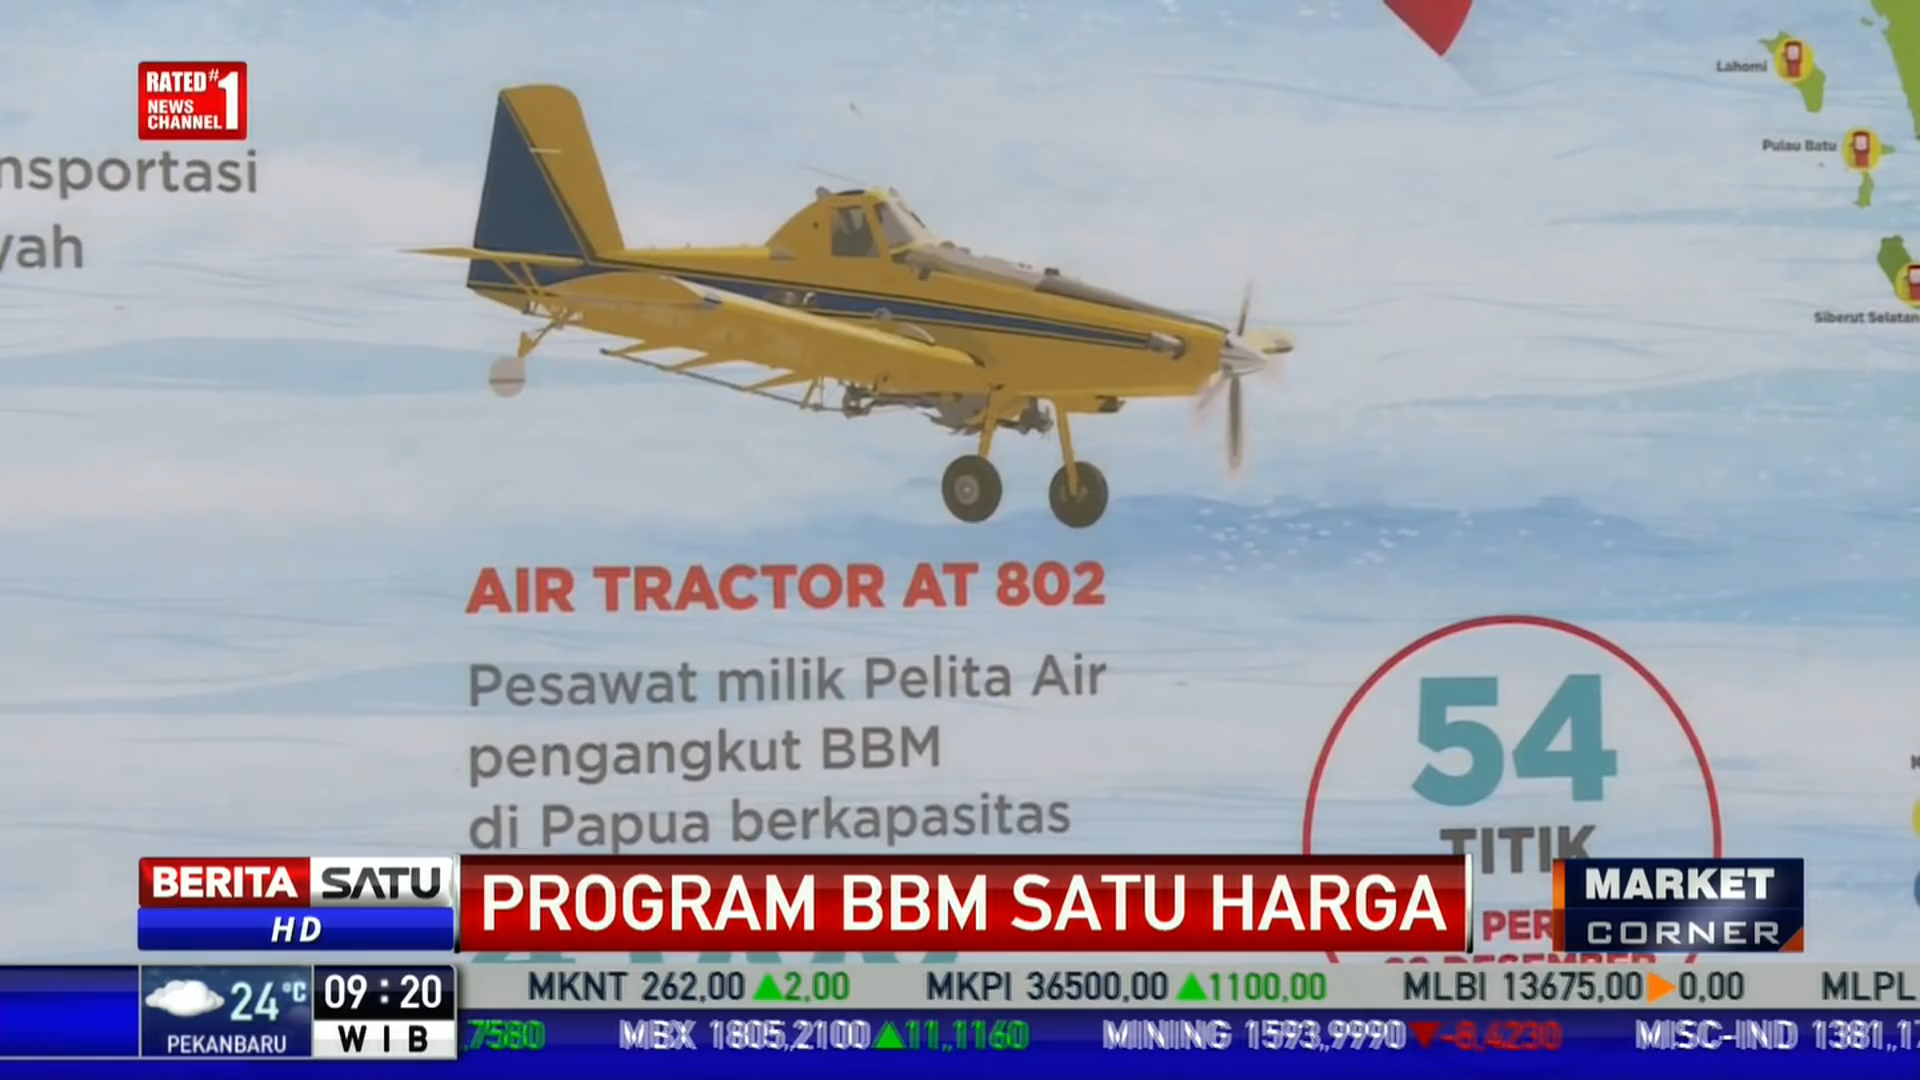 RATED #1
NEWS
CHANNEL
Lahomi
Pulau Batu
Siberut Selatan
nsportasi
yah
AIR TRACTOR AT 802
Pesawat milik Pelita Air
pengangkut BBM
di Papua berkapasitas
54
TITIK
PER
BERITA SATU
HD
PROGRAM BBM SATU HARGA
MARKET
CORNER
24°C
PEKANBARU
09:20
WIB
MKNT 262,00 ▲2,00 MKPI 36500,00 ▲1100,00 MLBI 13675,00 ▶0,00 MLPL
,7580 MBX 1805,2100 ▲11,1160 MINING 1593,9990 ▼-8,4230 MISC-IND 1381,1